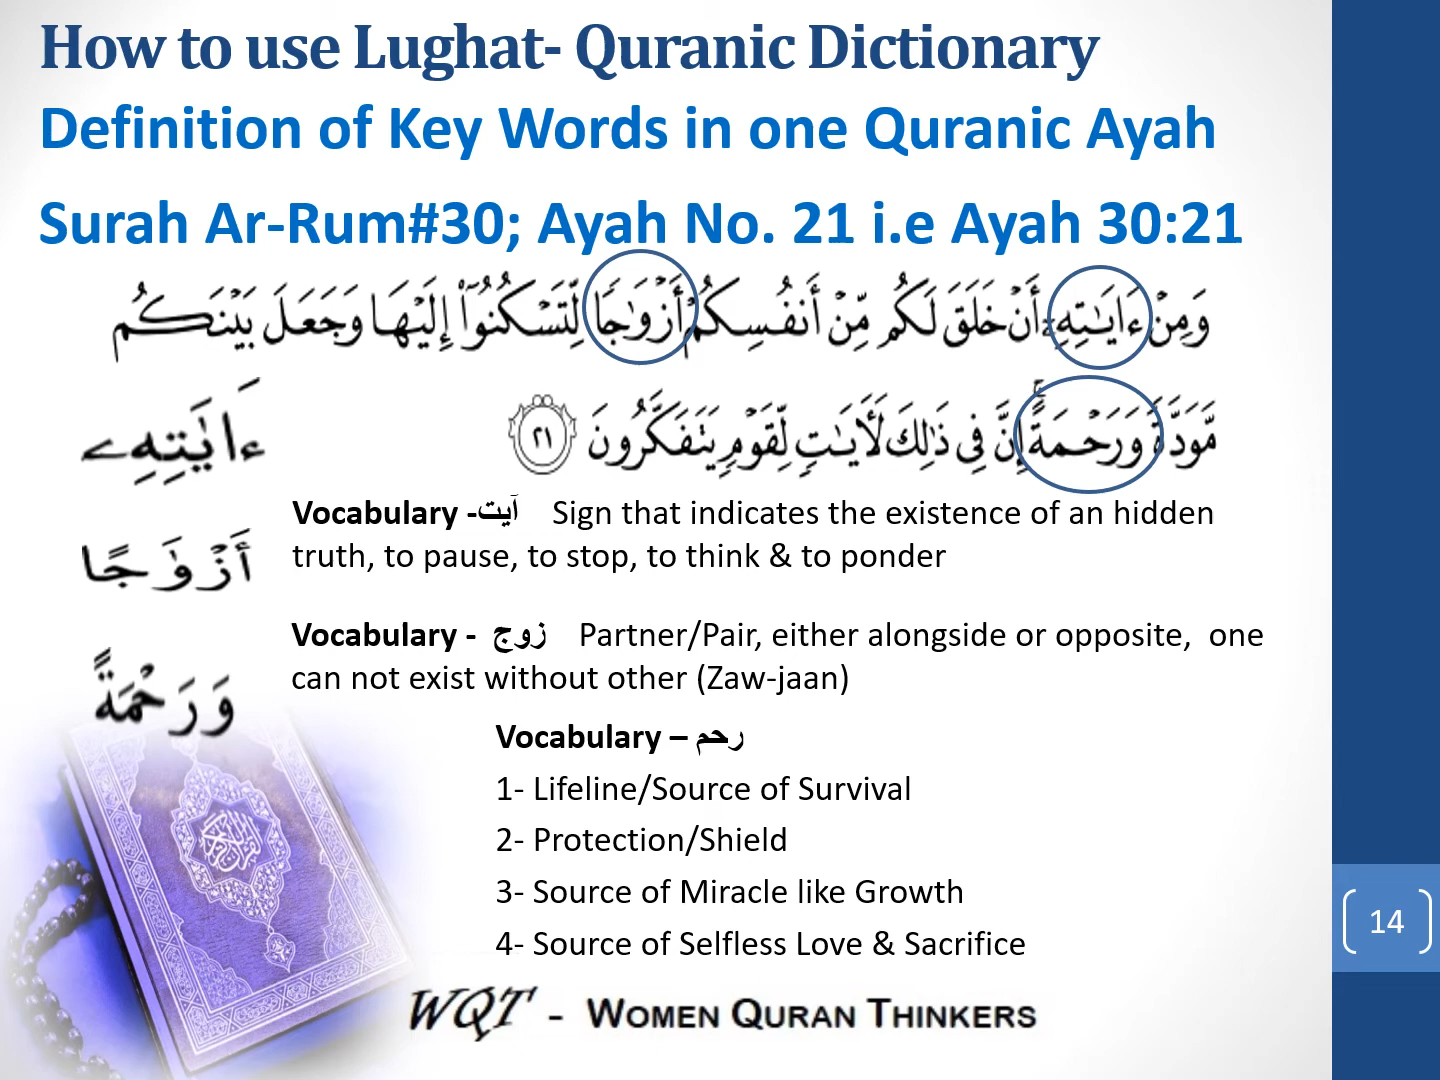 How to use Lughat- Quranic Dictionary
Definition of Key Words in one Quranic Ayah
Surah Ar-Rum#30; Ayah No. 21 i.e Ayah 30:21
وَمِنْ ءَايَـٰتِهِۦٓ أَنْ خَلَقَ لَكُم مِّنْ أَنفُسِكُمْ أَزْوَٰجًا لِّتَسْكُنُوٓا۟ إِلَيْهَا وَجَعَلَ بَيْنَكُم
مَّوَدَّةً وَرَحْمَةً ۚ إِنَّ فِى ذَٰلِكَ لَـَٔايَـٰتٍ لِّقَوْمٍ يَتَفَكَّرُونَ ٢١
ءَايَـٰتِهِۦ
Vocabulary -آیت Sign that indicates the existence of an hidden
truth, to pause, to stop, to think & to ponder
أَزْوَٰجًا
Vocabulary - زوج Partner/Pair, either alongside or opposite, one
can not exist without other (Zaw-jaan)
وَرَحْمَةً
Vocabulary – رحم
1- Lifeline/Source of Survival
2- Protection/Shield
3- Source of Miracle like Growth
4- Source of Selfless Love & Sacrifice
14
WQT - WOMEN QURAN THINKERS